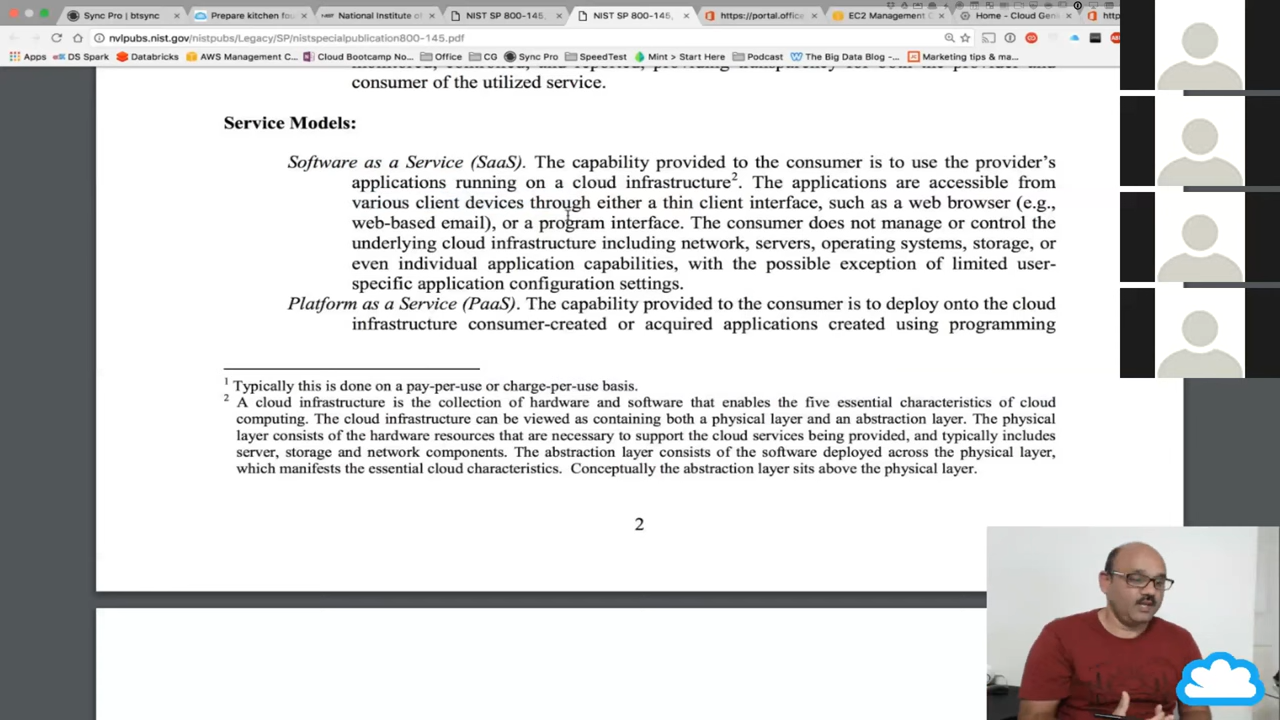 Sync Pro | btsync
Prepare kitchen fo
National Institute of
NIST SP 800-145,
NIST SP 800-145,
https://portal.office
EC2 Management C
Home - Cloud Gen
http
nvlpubs.nist.gov/nistpubs/Legacy/SP/nistspecialpublication800-145.pdf
Apps
DS Spark
Databricks
AWS Management C...
Cloud Bootcamp No...
Office
CG
Sync Pro
SpeedTest
Mint > Start Here
Podcast
The Big Data Blog -...
Marketing tips & ma...
consumer of the utilized service.
Service Models:
Software as a Service (SaaS). The capability provided to the consumer is to use the provider's
applications running on a cloud infrastructure2. The applications are accessible from
various client devices through either a thin client interface, such as a web browser (e.g.,
web-based email), or a program interface. The consumer does not manage or control the
underlying cloud infrastructure including network, servers, operating systems, storage, or
even individual application capabilities, with the possible exception of limited user-
specific application configuration settings.
Platform as a Service (PaaS). The capability provided to the consumer is to deploy onto the cloud
infrastructure consumer-created or acquired applications created using programming
1 Typically this is done on a pay-per-use or charge-per-use basis.
2 A cloud infrastructure is the collection of hardware and software that enables the five essential characteristics of cloud
computing. The cloud infrastructure can be viewed as containing both a physical layer and an abstraction layer. The physical
layer consists of the hardware resources that are necessary to support the cloud services being provided, and typically includes
server, storage and network components. The abstraction layer consists of the software deployed across the physical layer,
which manifests the essential cloud characteristics. Conceptually the abstraction layer sits above the physical layer.
2